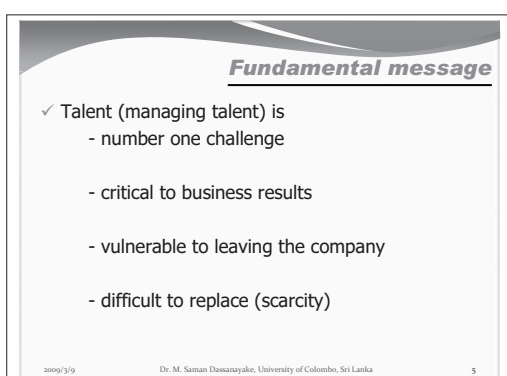 Fundamental message
✓ Talent (managing talent) is
- number one challenge
- critical to business results
- vulnerable to leaving the company
- difficult to replace (scarcity)
2009/3/9 Dr. M. Saman Dassanayake, University of Colombo, Sri Lanka 5